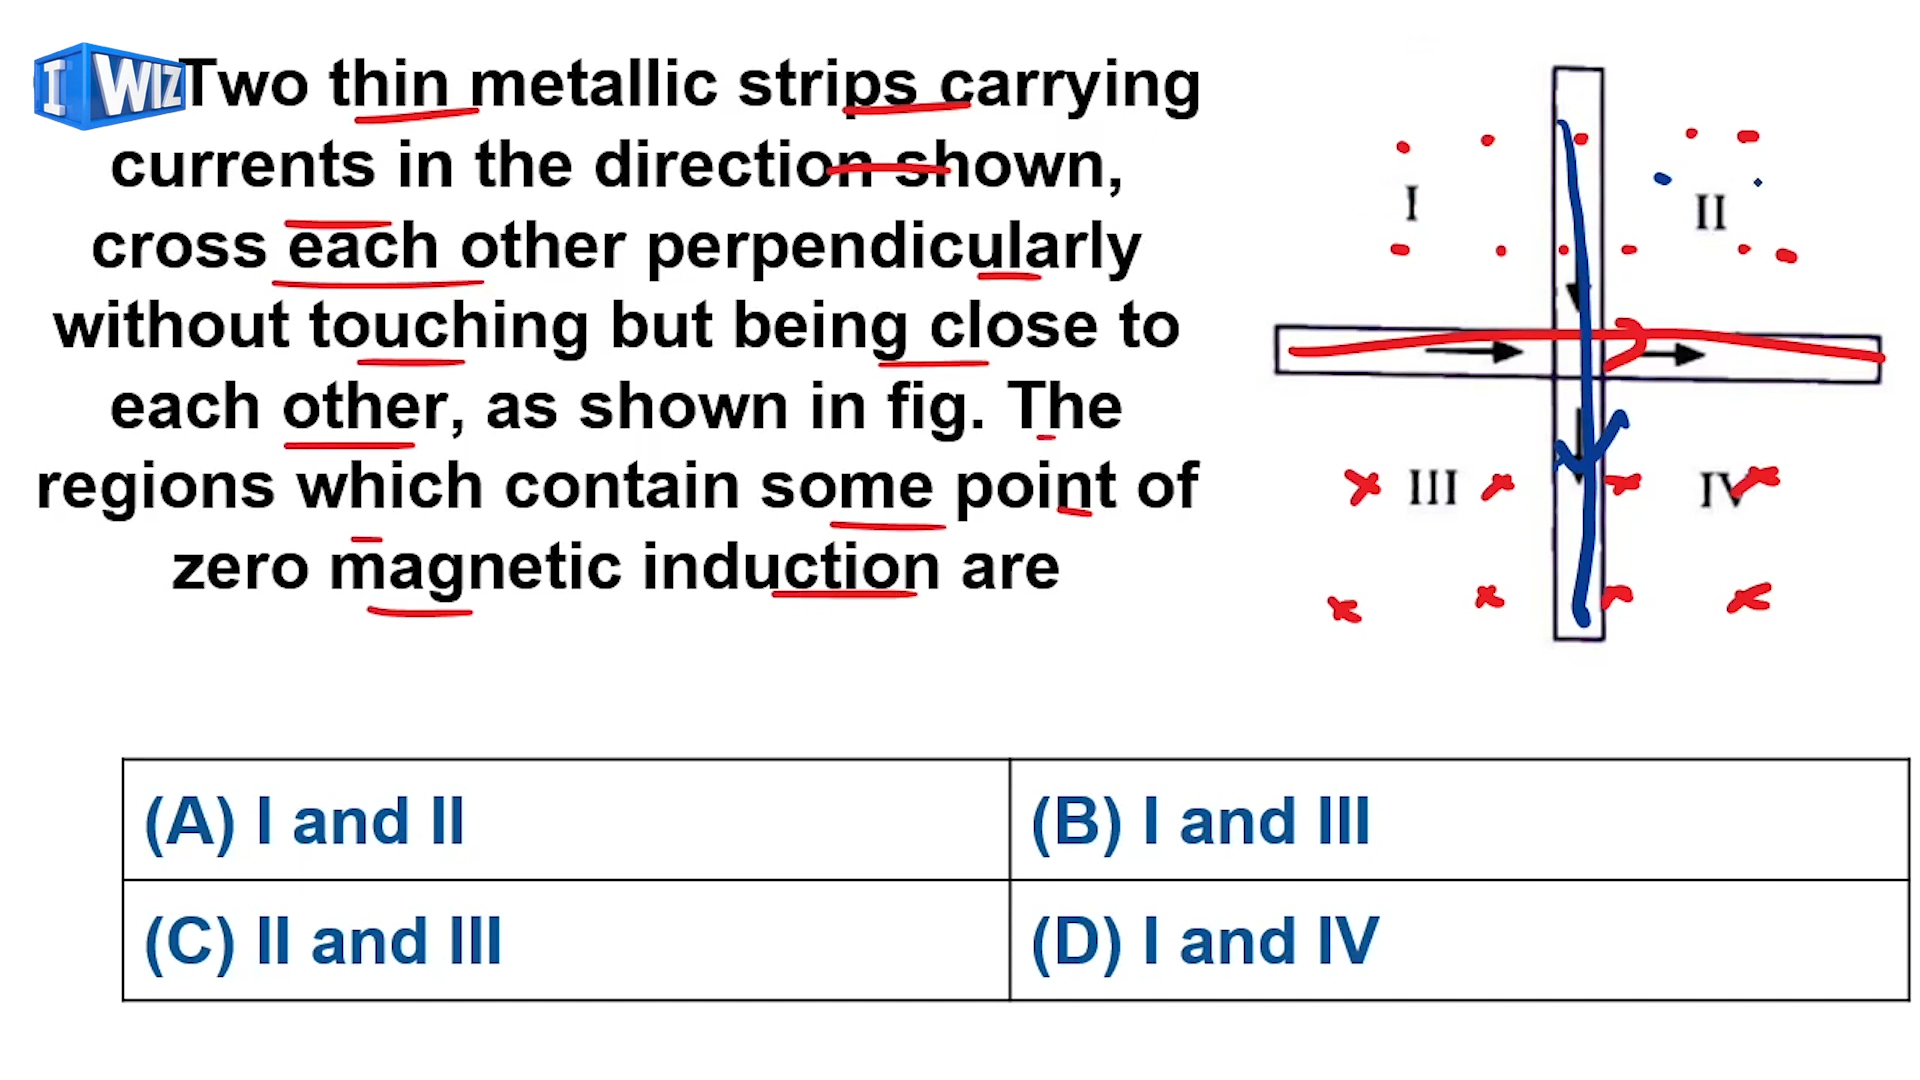 I WIZ
Two thin metallic strips carrying
currents in the direction shown,
cross each other perpendicularly
without touching but being close to
each other, as shown in fig. The
regions which contain some point of
zero magnetic induction are
I
II
III
IV
(A) I and II
(B) I and III
(C) II and III
(D) I and IV